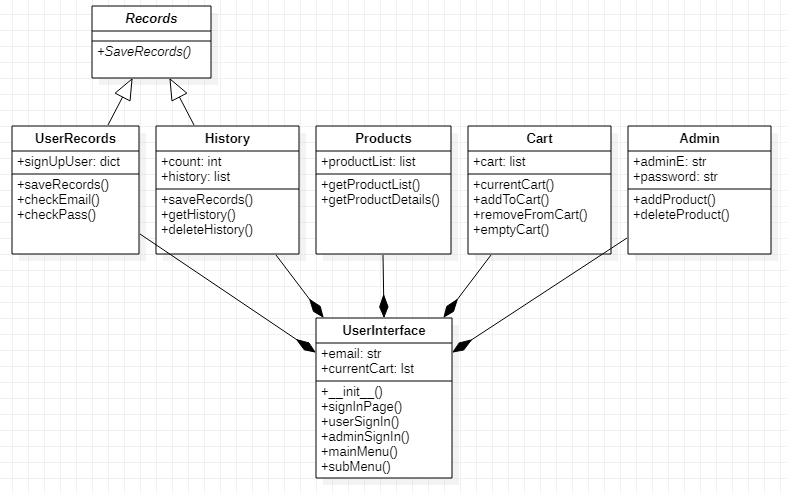 Records
+SaveRecords()
UserRecords
+signUpUser: dict
+saveRecords()
+checkEmail()
+checkPass()
History
+count: int
+history: list
+saveRecords()
+getHistory()
+deleteHistory()
Products
+productList: list
+getProductList()
+getProductDetails()
Cart
+cart: list
+currentCart()
+addToCart()
+removeFromCart()
+emptyCart()
Admin
+adminE: str
+password: str
+addProduct()
+deleteProduct()
UserInterface
+email: str
+currentCart: lst
+__init__()
+signInPage()
+userSignIn()
+adminSignIn()
+mainMenu()
+subMenu()